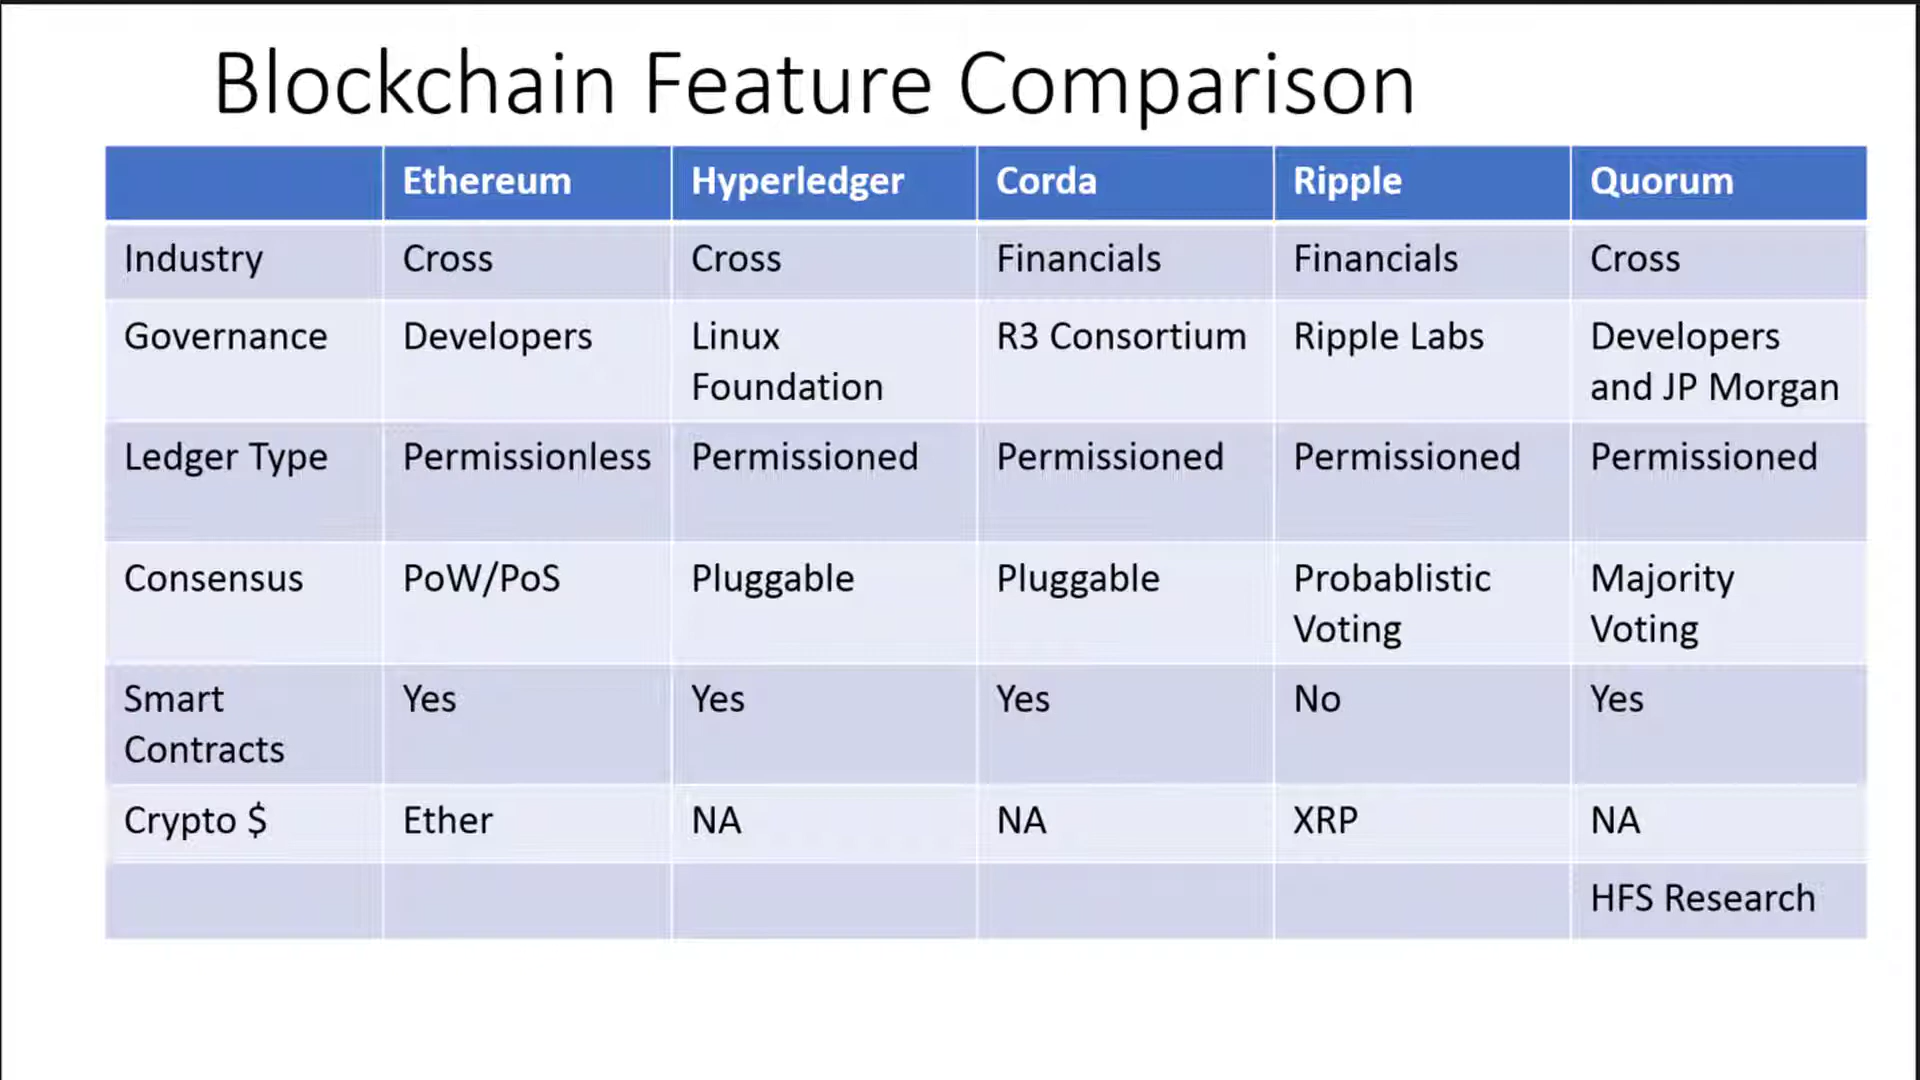 Blockchain Feature Comparison
Ethereum Hyperledger Corda Ripple Quorum
Industry Cross Cross Financials Financials Cross
Governance Developers Linux Foundation R3 Consortium Ripple Labs Developers and JP Morgan
Ledger Type Permissionless Permissioned Permissioned Permissioned Permissioned
Consensus PoW/PoS Pluggable Pluggable Probablistic Voting Majority Voting
Smart Contracts Yes Yes Yes No Yes
Crypto $ Ether NA NA XRP NA
HFS Research